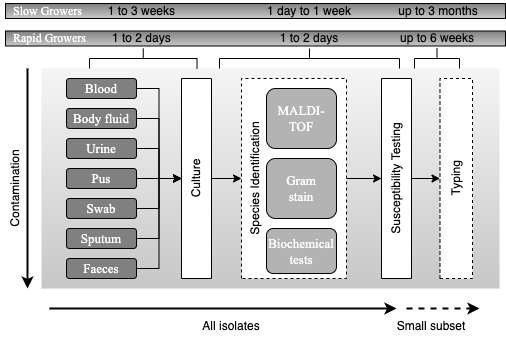 Slow Growers 1 to 3 weeks 1 day to 1 week up to 3 months
Rapid Growers 1 to 2 days 1 to 2 days up to 6 weeks
Contamination
Blood
Body fluid
Urine
Pus
Swab
Sputum
Faeces
Culture
Species Identification
MALDI-
TOF
Gram
stain
Biochemical
tests
Susceptibility Testing
Typing
All isolates
Small subset